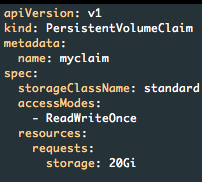 apiVersion: v1
kind: PersistentVolumeClaim
metadata:
  name: myclaim
spec:
  storageClassName: standard
  accessModes:
    - ReadWriteOnce
  resources:
    requests:
      storage: 20Gi